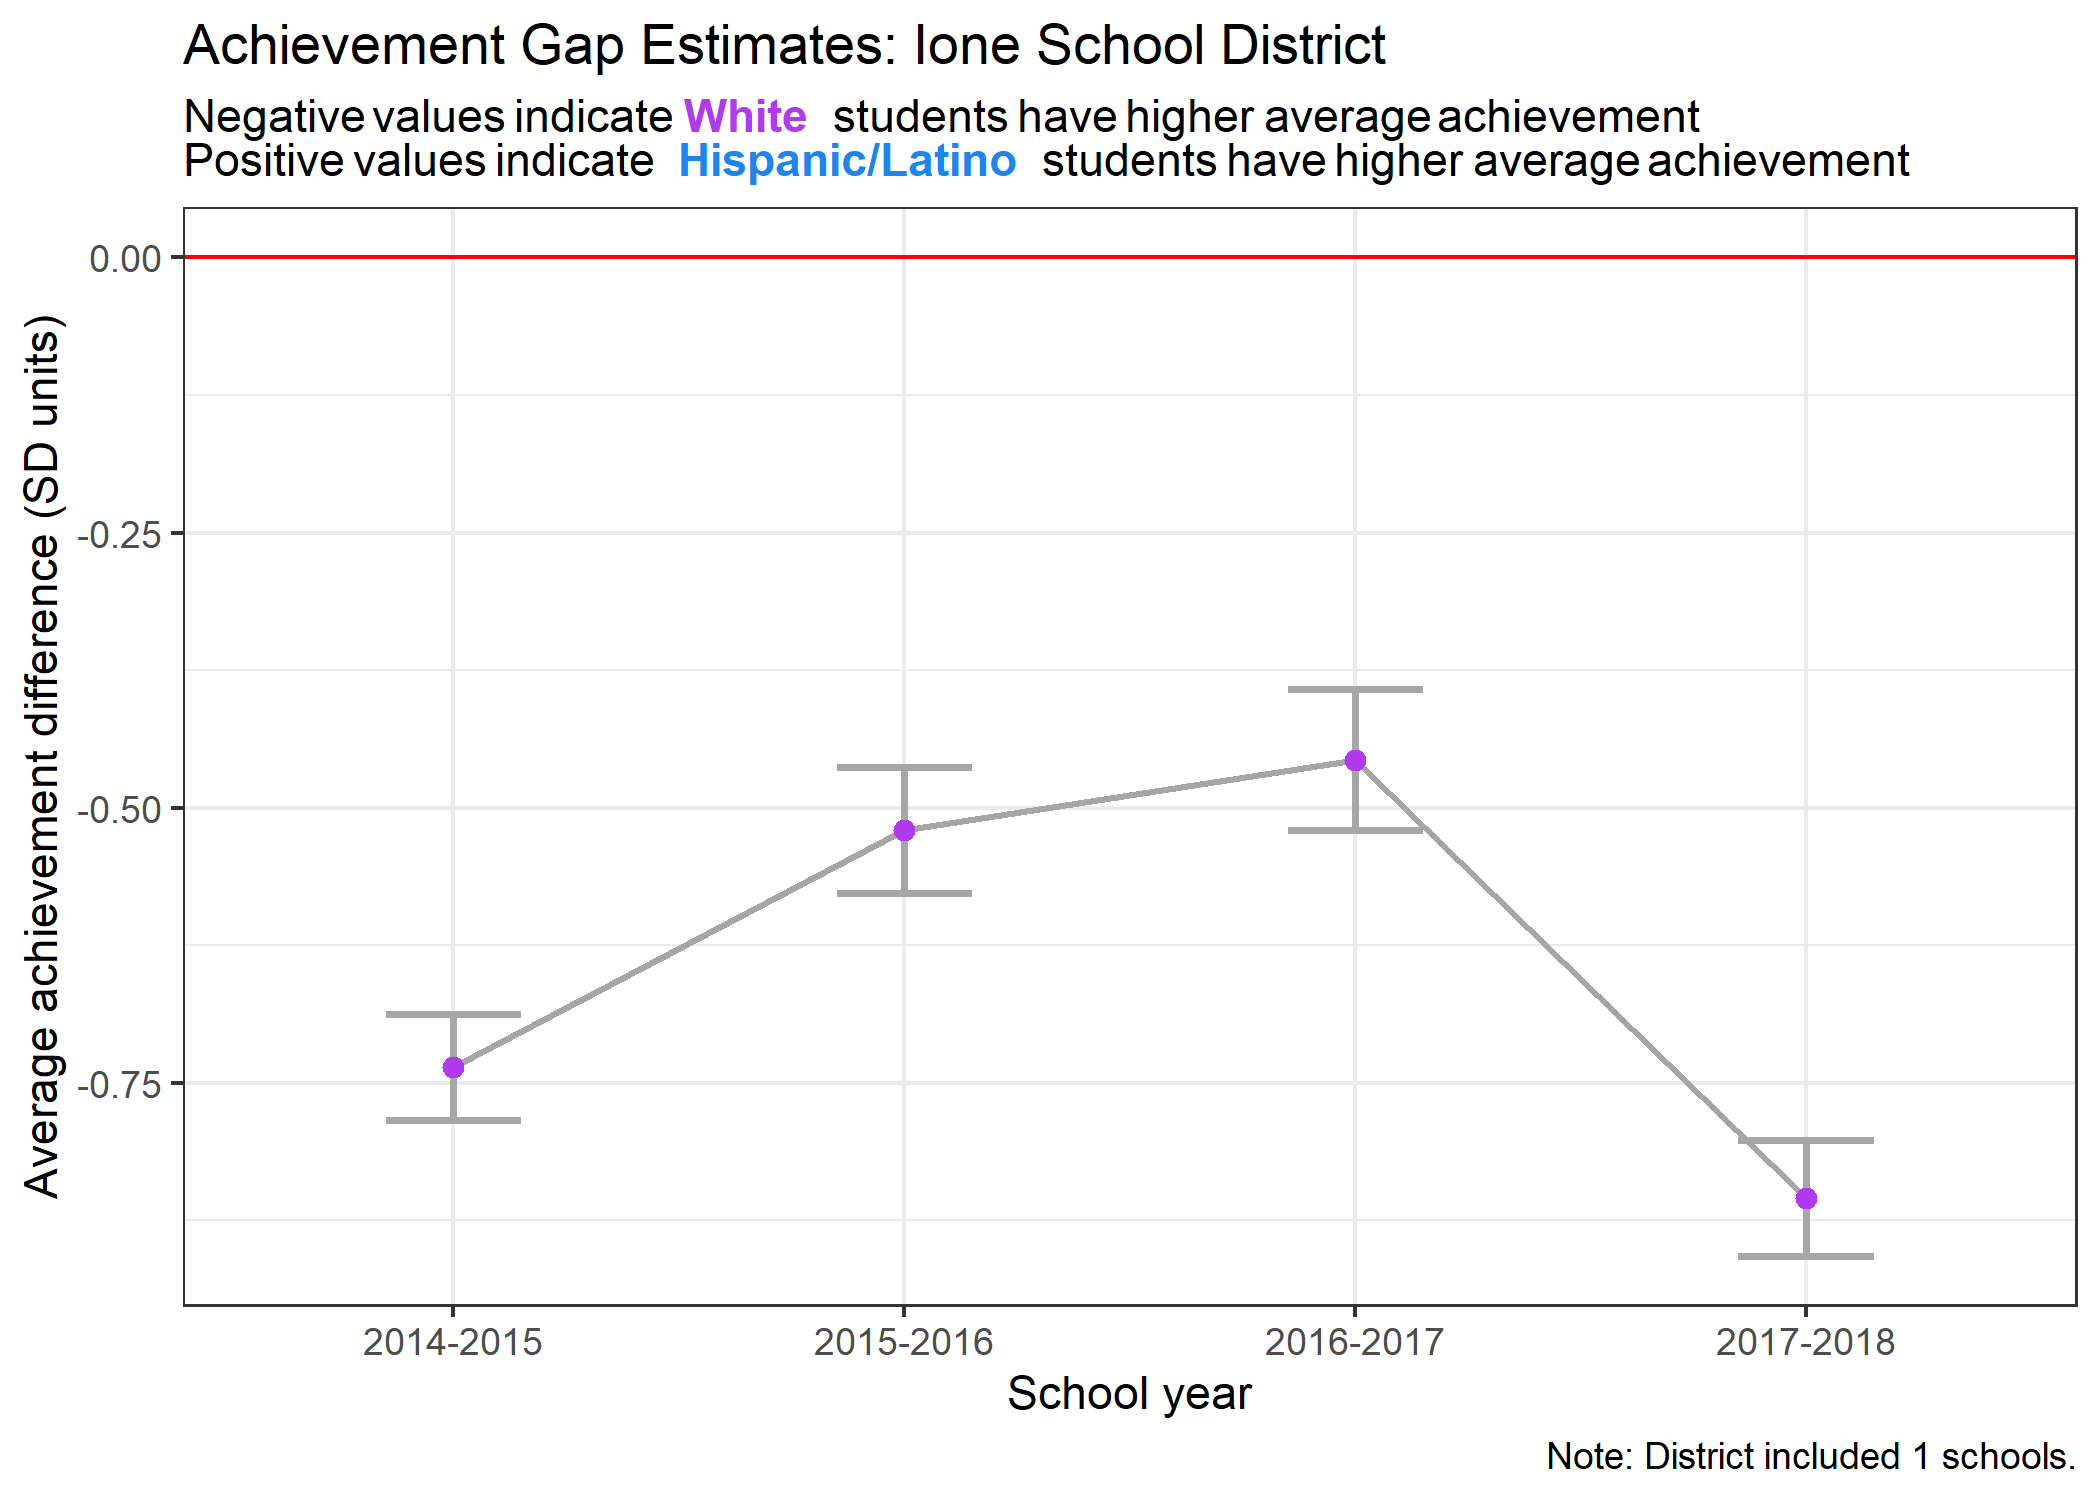 Achievement Gap Estimates: Ione School District
Negative values indicate White students have higher average achievement
Positive values indicate Hispanic/Latino students have higher average achievement
Average achievement difference (SD units)
0.00
-0.25
-0.50
-0.75
2014-2015
2015-2016
2016-2017
2017-2018
School year
Note: District included 1 schools.